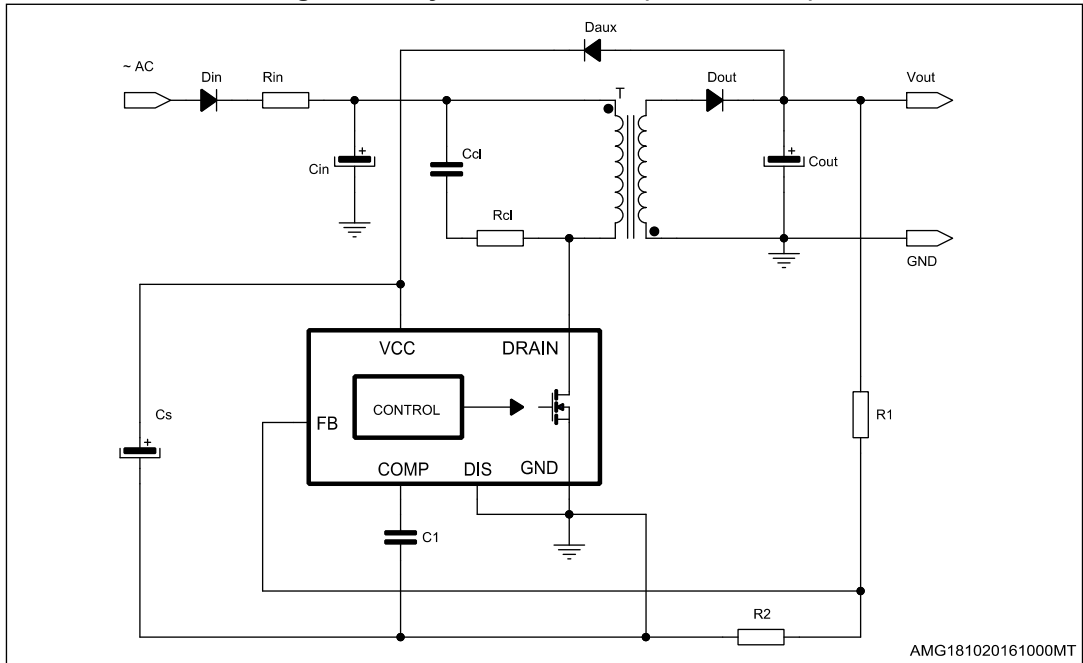 Daux
~ AC
Din
Rin
T
Dout
Vout
Cin
+
Ccl
+
Cout
Rcl
GND
VCC
DRAIN
CONTROL
FB
COMP
DIS
GND
Cs
+
R1
C1
R2
AMG181020161000MT